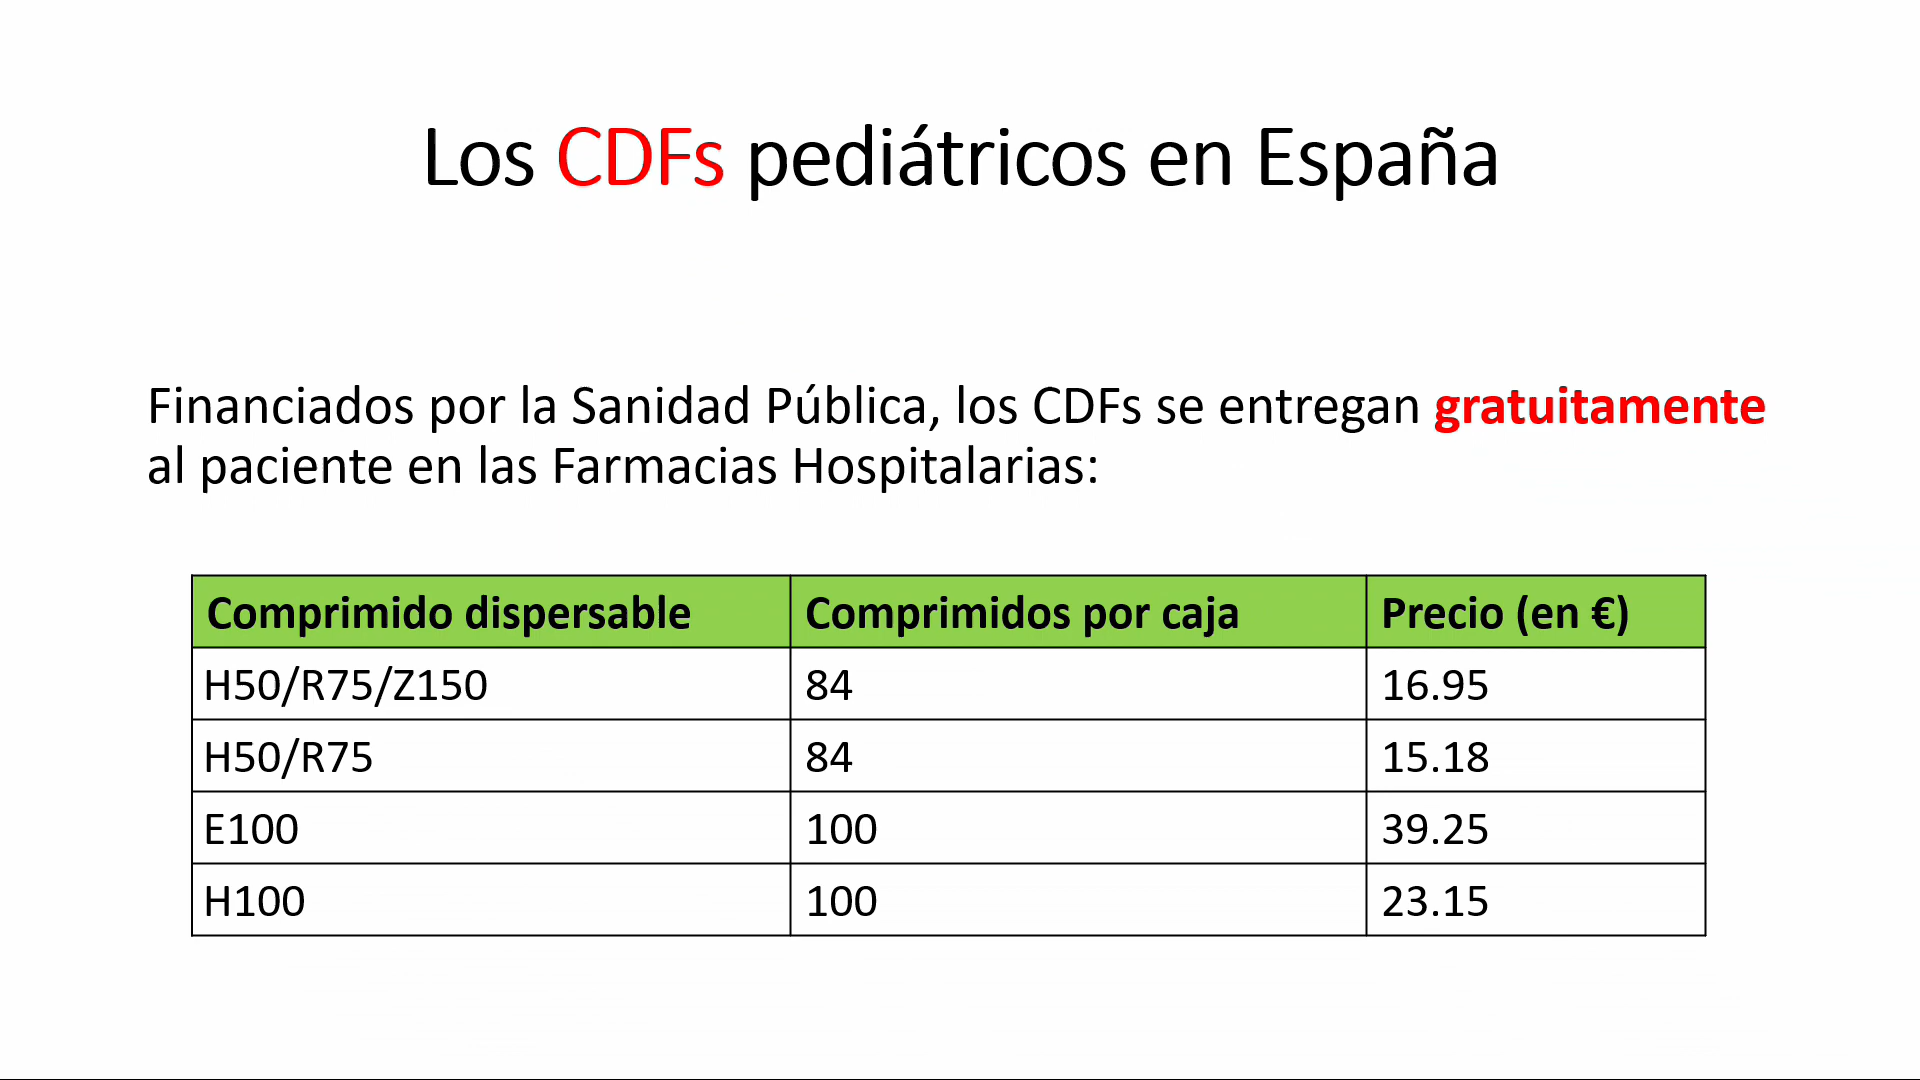 Los CDFs pediátricos en España
Financiados por la Sanidad Pública, los CDFs se entregan gratuitamente
al paciente en las Farmacias Hospitalarias:
Comprimido dispersable Comprimidos por caja Precio (en €)
H50/R75/Z150 84 16.95
H50/R75 84 15.18
E100 100 39.25
H100 100 23.15